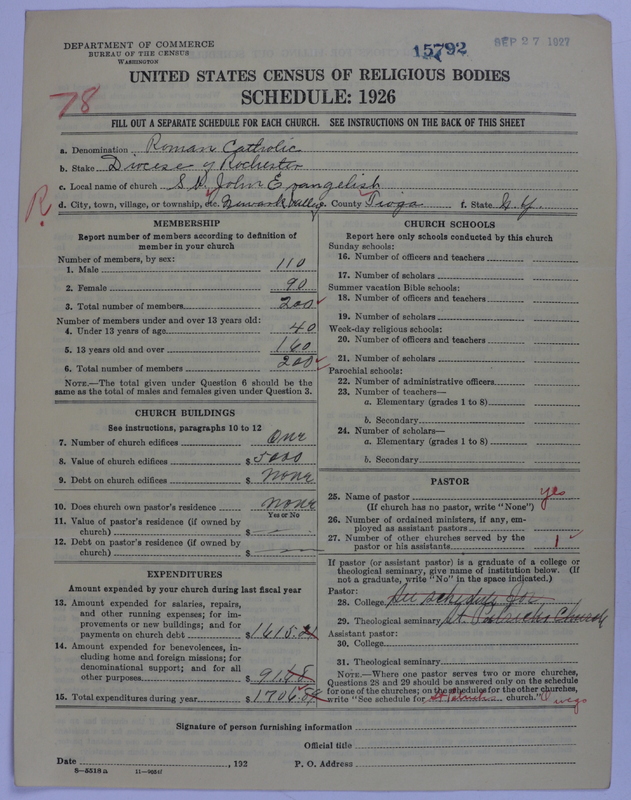 DEPARTMENT OF COMMERCE
BUREAU OF THE CENSUS
WASHINGTON
15792
SEP 27 1927
UNITED STATES CENSUS OF RELIGIOUS BODIES
SCHEDULE: 1926
78
FILL OUT A SEPARATE SCHEDULE FOR EACH CHURCH. SEE INSTRUCTIONS ON THE BACK OF THIS SHEET
a. Denomination Roman Catholic
b. Stake Diocese of Rochester
c. Local name of church St. John Evangelish
R.
d. City, town, village, or township, etc. Newark Valley. County Tioga f. State N.Y.
MEMBERSHIP
Report number of members according to definition of
member in your church
Number of members, by sex:
1. Male 110
2. Female 90
3. Total number of members 200
Number of members under and over 13 years old:
4. Under 13 years of age 40
5. 13 years old and over 160
6. Total number of members 200
NOTE.—The total given under Question 6 should be the
same as the total of males and females given under Question 3.
CHURCH BUILDINGS
See instructions, paragraphs 10 to 12
7. Number of church edifices One
8. Value of church edifices $5000
9. Debt on church edifices $None
10. Does church own pastor's residence None
Yes or No
11. Value of pastor's residence (if owned by
church) $
12. Debt on pastor's residence (if owned by
church) $
EXPENDITURES
Amount expended by your church during last fiscal year
13. Amount expended for salaries, repairs,
and other running expenses; for im-
provements or new buildings; and for
payments on church debt $1615.21
14. Amount expended for benevolences, in-
cluding home and foreign missions; for
denominational support; and for all
other purposes $91.68
15. Total expenditures during year $1706.84
CHURCH SCHOOLS
Report here only schools conducted by this church
Sunday schools:
16. Number of officers and teachers
17. Number of scholars
Summer vacation Bible schools:
18. Number of officers and teachers
19. Number of scholars
Week-day religious schools:
20. Number of officers and teachers
21. Number of scholars
Parochial schools:
22. Number of administrative officers
23. Number of teachers—
a. Elementary (grades 1 to 8)
b. Secondary
24. Number of scholars—
a. Elementary (grades 1 to 8)
b. Secondary
PASTOR
25. Name of pastor yes
(If church has no pastor, write "None")
26. Number of ordained ministers, if any, em-
ployed as assistant pastors
27. Number of other churches served by the
pastor or his assistants 1
If pastor (or assistant pastor) is a graduate of a college or
theological seminary, give name of institution below. (If
not a graduate, write "No" in the space indicated.)
Pastor:
28. College See schedule for
29. Theological seminary St. Patricks Church
Assistant pastor:
30. College
31. Theological seminary
NOTE.—Where one pastor serves two or more churches,
Questions 28 and 29 should be answered only on the schedule
for one of the churches; on the schedules for the other churches,
write "See schedule for St Patricks church." Owego
Signature of person furnishing information
Official title
Date , 192 P. O. Address
8—5518 a